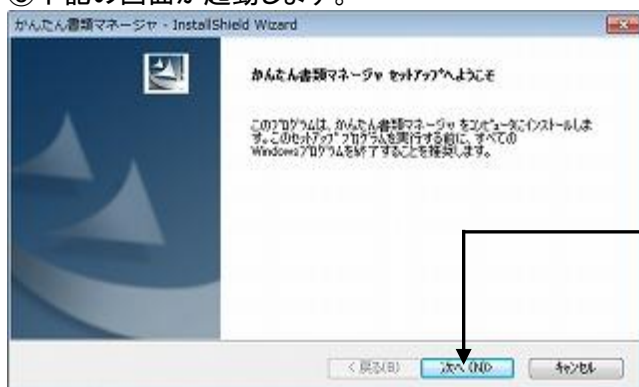 下記の画面が起動します。
かんたん書類マネージャ - InstallShield Wizard
かんたん書類マネージャ セットアップへようこそ
このプログラムは、かんたん書類マネージャ をコンピュータにインストールしま
す。このセットアップ プログラムを実行する前に、すべての
Windowsプログラムを終了することを推奨します。
< 戻る(B)
次へ(N)>
キャンセル